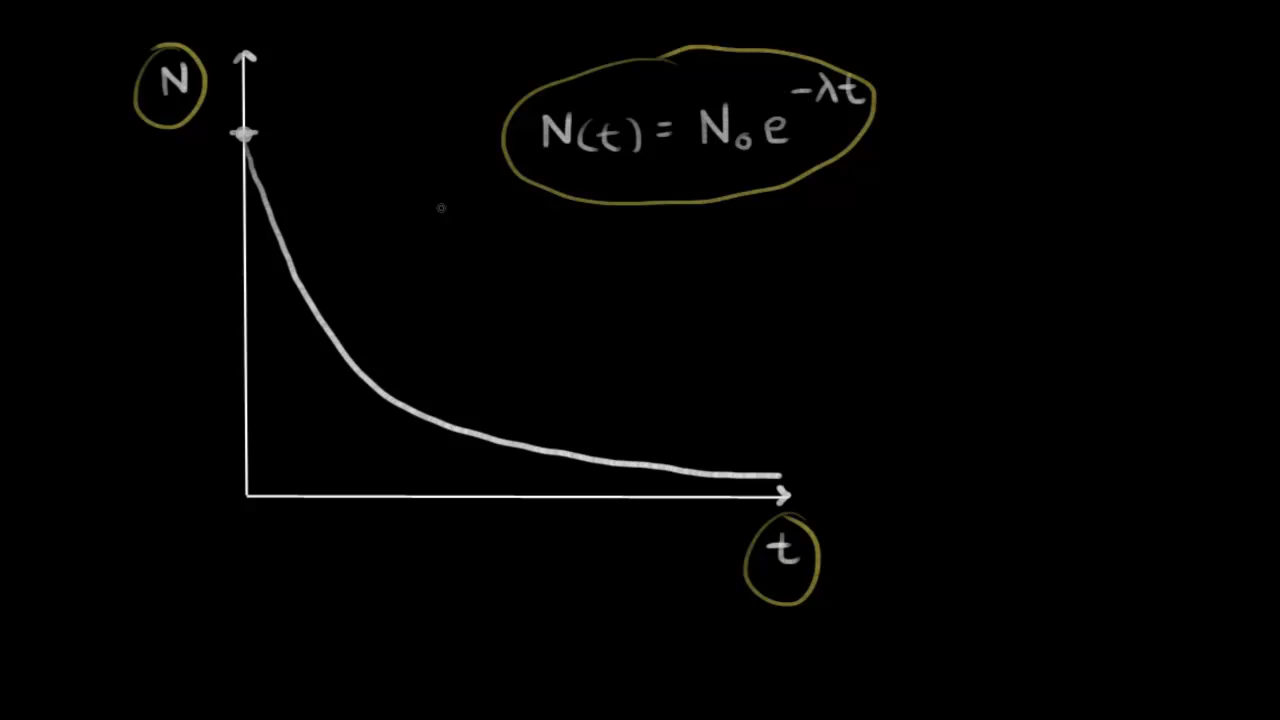 N
N(t) = N₀e^{-λt}
t